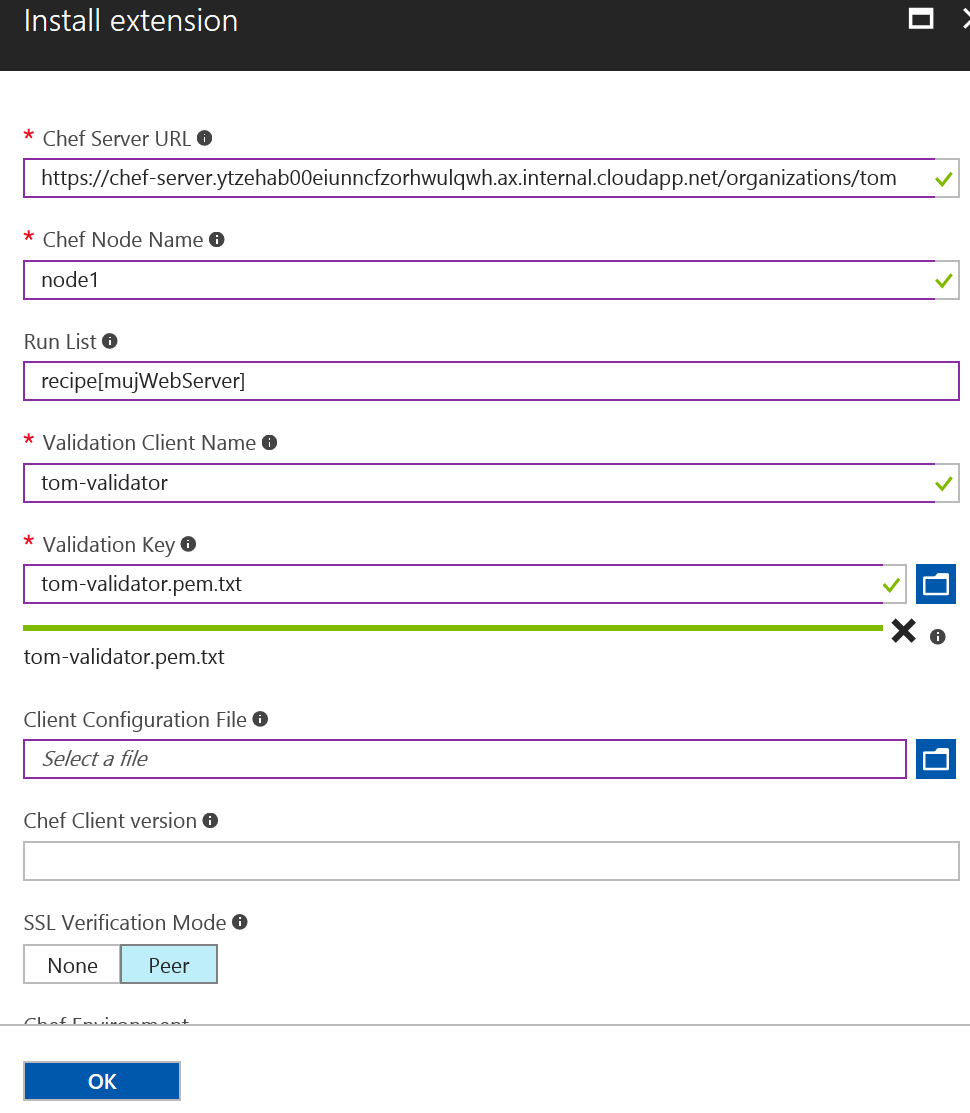 Install extension
* Chef Server URL
https://chef-server.ytzehab00eiunncfzorhwulqwh.ax.internal.cloudapp.net/organizations/tom
* Chef Node Name
node1
Run List
recipe[mujWebServer]
* Validation Client Name
tom-validator
* Validation Key
tom-validator.pem.txt
tom-validator.pem.txt
Client Configuration File
Select a file
Chef Client version
SSL Verification Mode
None Peer
Chef Environment
OK